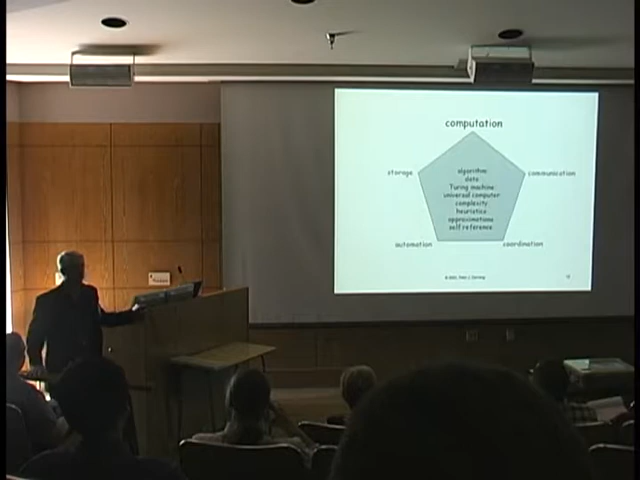 computation
storage
communication
algorithm
data
Turing machine
universal computer
complexity
heuristics
approximations
self reference
automation
coordination